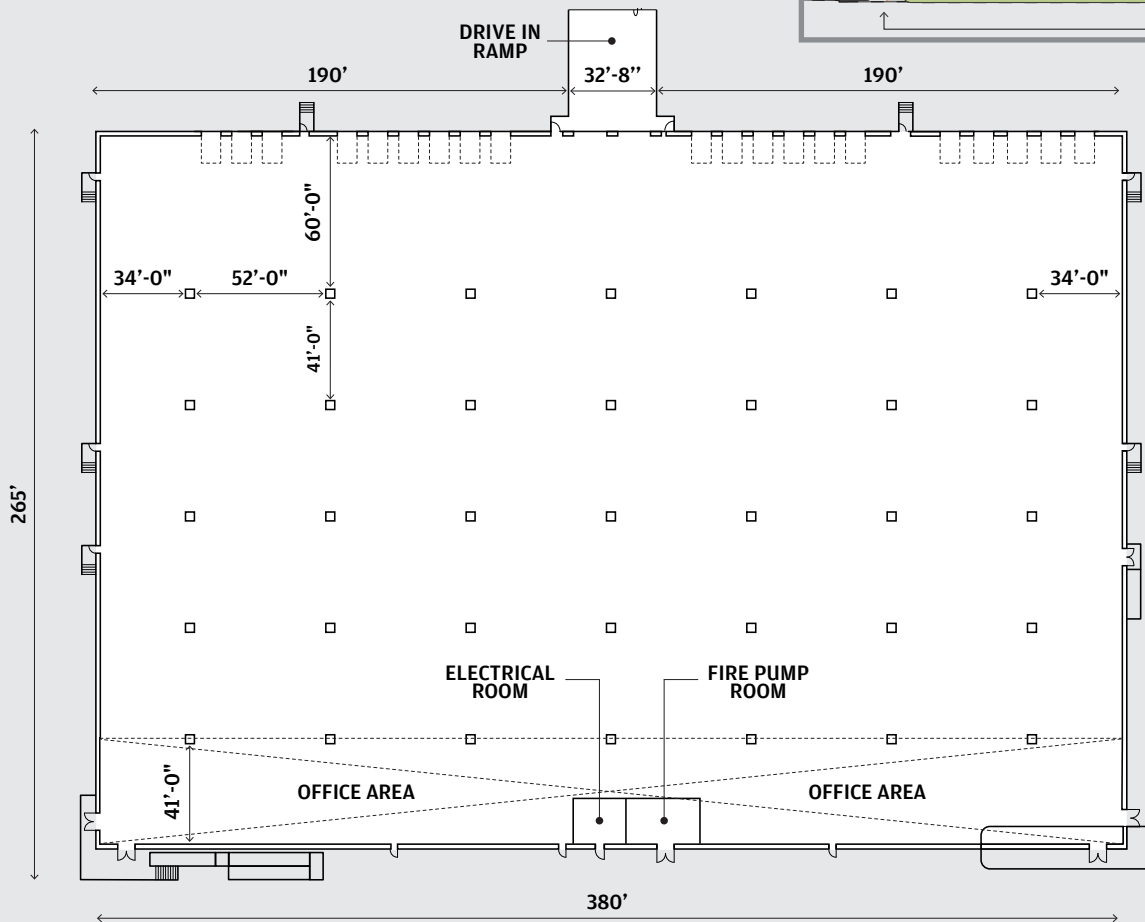 DRIVE IN
RAMP
190’
32’-8’’
190’
60’-0"
34’-0"
52’-0"
34’-0"
41’-0"
265’
ELECTRICAL
ROOM
FIRE PUMP
ROOM
41’-0"
OFFICE AREA
OFFICE AREA
380’